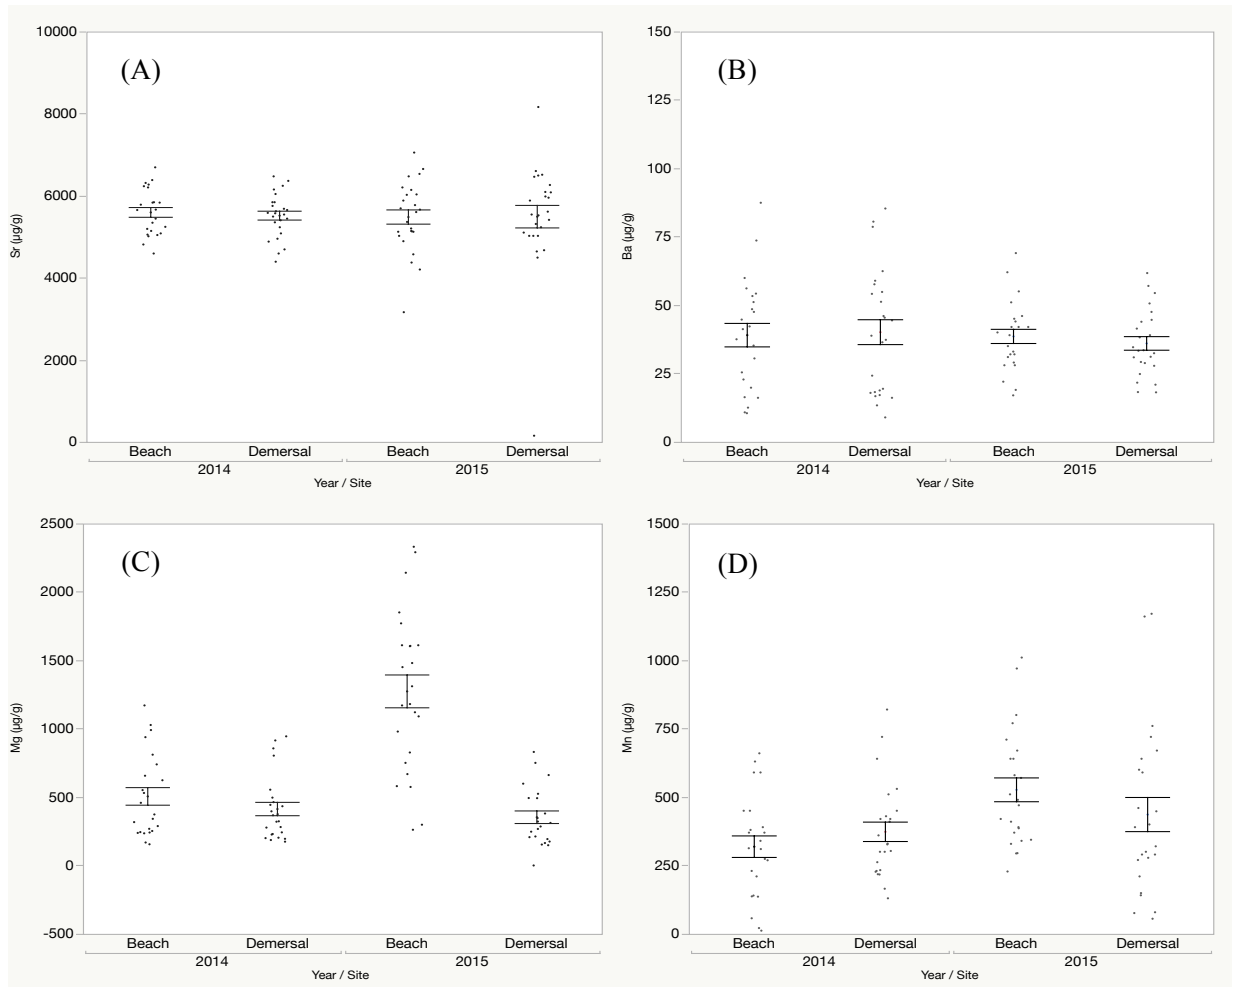 (A)
Sr (µg/g)
10000
8000
6000
4000
2000
0
Beach Demersal Beach Demersal
2014 2015
Year / Site
(B)
Ba (µg/g)
150
125
100
75
50
25
0
Beach Demersal Beach Demersal
2014 2015
Year / Site
(C)
Mg (µg/g)
2500
2000
1500
1000
500
0
-500
Beach Demersal Beach Demersal
2014 2015
Year / Site
(D)
Mn (µg/g)
1500
1250
1000
750
500
250
0
Beach Demersal Beach Demersal
2014 2015
Year / Site